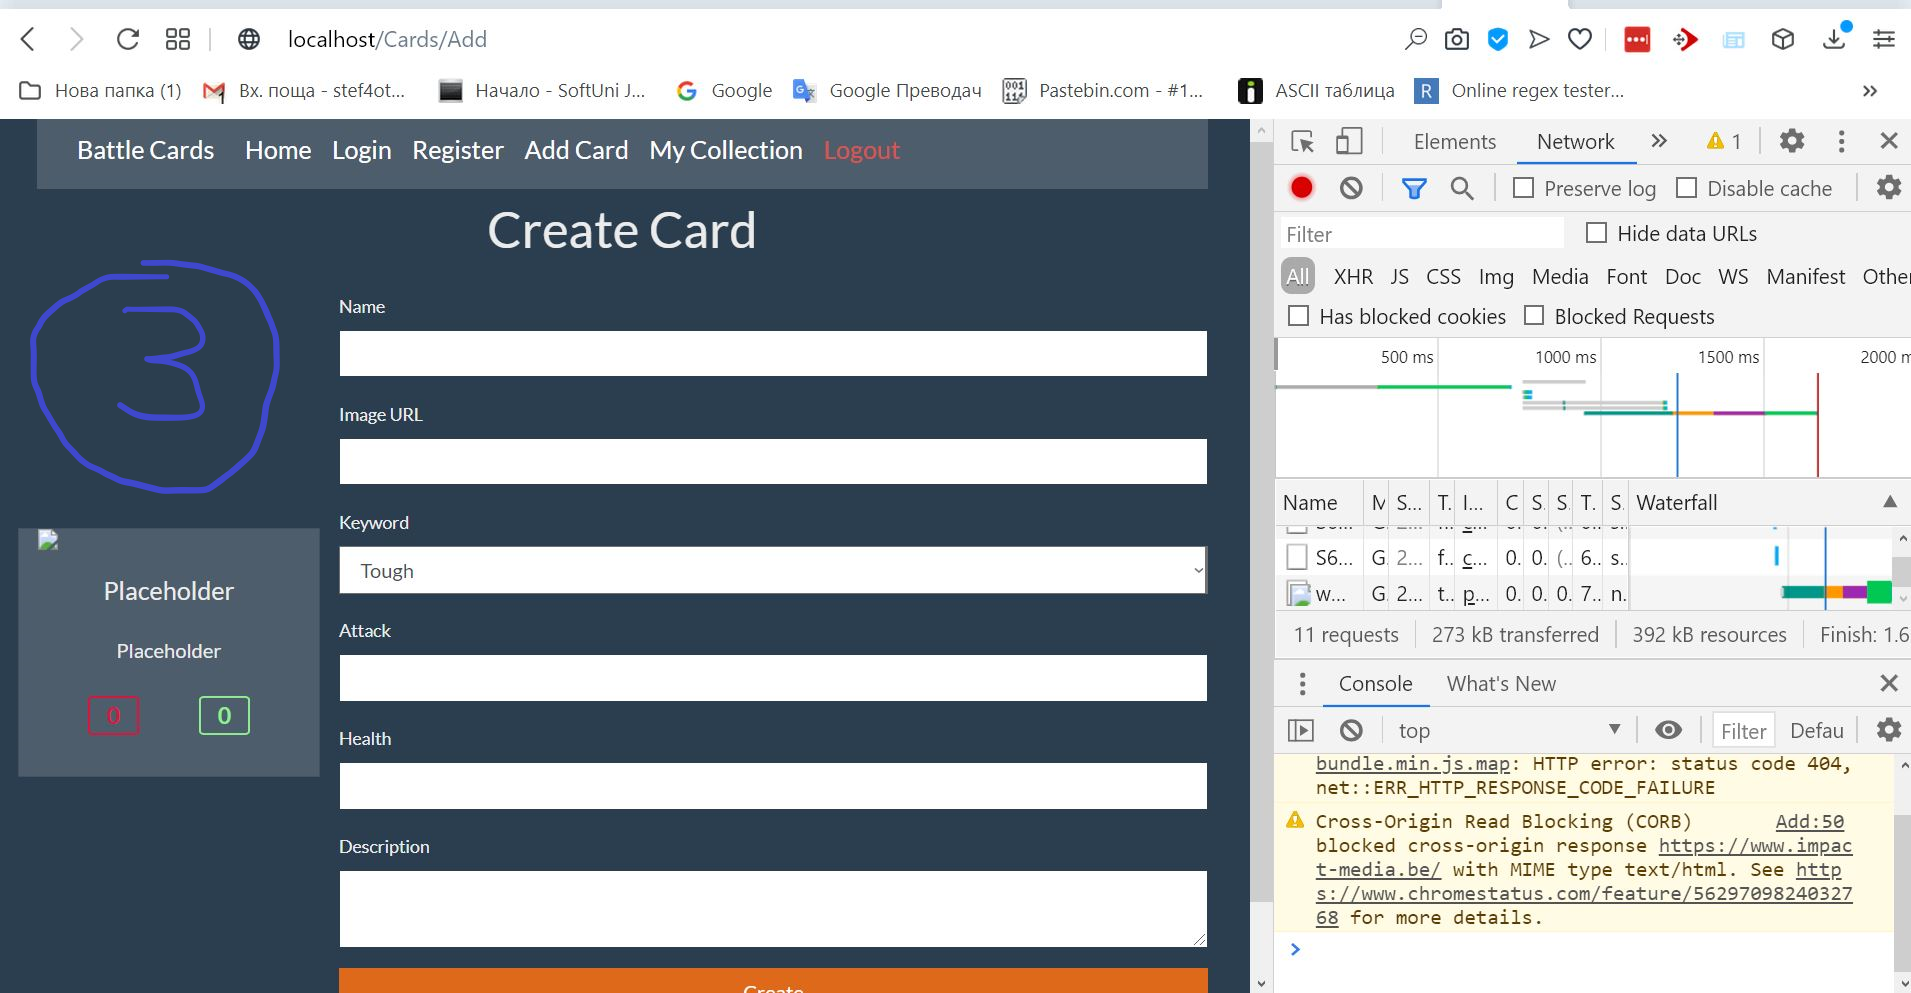 localhost/Cards/Add
Нова папка (1) Вх. поща - stef4ot... Начало - SoftUni J... Google Google Преводач Pastebin.com - #1... ASCII таблица R Online regex tester...
Battle Cards Home Login Register Add Card My Collection Logout
Create Card
3
Name
Image URL
Keyword
Tough
Attack
Health
Description
Create
Placeholder
Placeholder
0 0
Elements Network 1
Preserve log Disable cache
Filter Hide data URLs
All XHR JS CSS Img Media Font Doc WS Manifest Other
Has blocked cookies Blocked Requests
500 ms 1000 ms 1500 ms 2000 m
Name M S... T. I... C S. S. T. S. Waterfall
S6... G. 2... f.. c... 0. 0. (.. 6... s..
w... G. 2... t.. p... 0. 0. 0. 7... n.
11 requests 273 kB transferred 392 kB resources Finish: 1.6
Console What's New
top Filter Defau
bundle.min.js.map: HTTP error: status code 404,
net::ERR_HTTP_RESPONSE_CODE_FAILURE
Cross-Origin Read Blocking (CORB) Add:50
blocked cross-origin response https://www.impac
t-media.be/ with MIME type text/html. See http
s://www.chromestatus.com/feature/56297098240327
68 for more details.